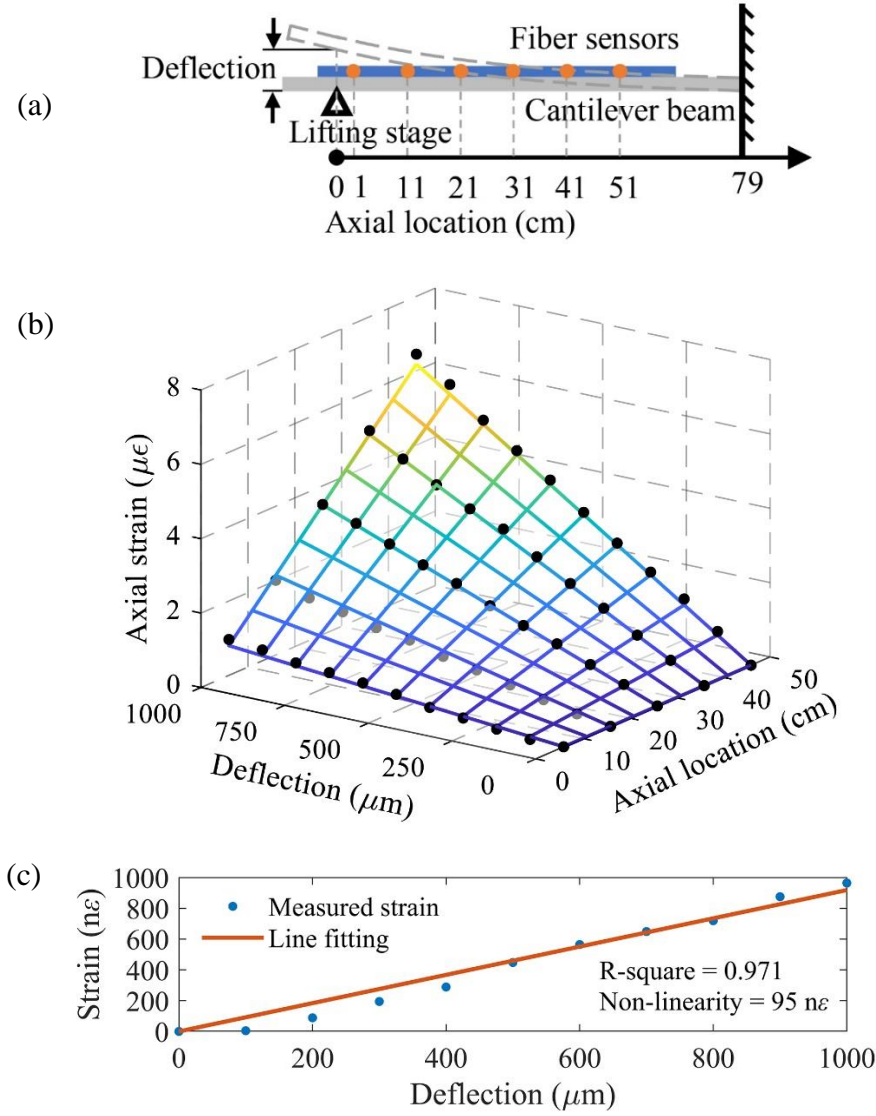 (a)
Deflection
Fiber sensors
Cantilever beam
Lifting stage
0 1 11 21 31 41 51 79
Axial location (cm)
(b)
Axial strain (με)
8
6
4
2
0
1000
750
500
250
0
Deflection (μm)
0
10
20
30
40
50
Axial location (cm)
(c)
Strain (nε)
1000
800
600
400
200
0
Measured strain
Line fitting
R-square = 0.971
Non-linearity = 95 nε
0 200 400 600 800 1000
Deflection (μm)